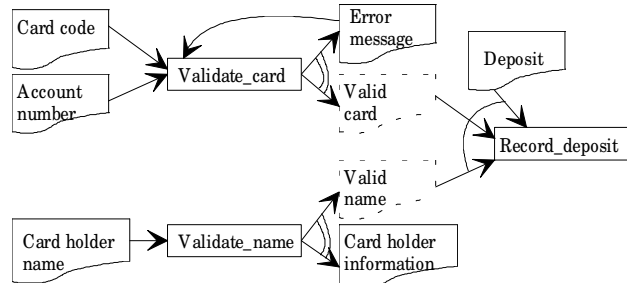 Card code
Error
message
Deposit
Validate_card
Account
number
Valid
card
Record_deposit
Valid
name
Card holder
name
Validate_name
Card holder
information